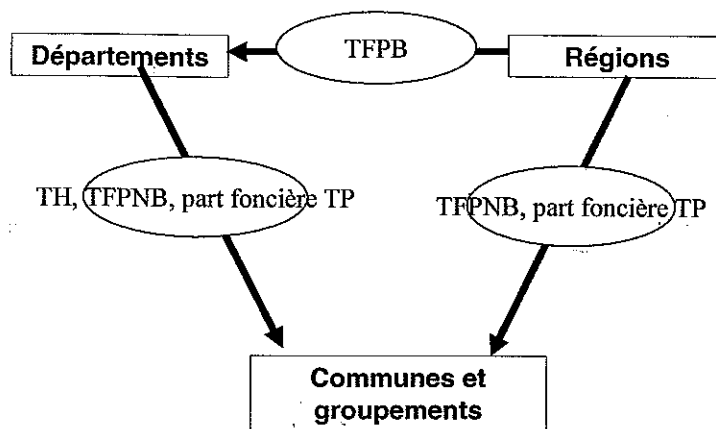 TFPB
Départements
Régions
TH, TFPNB, part foncière TP
TFPNB, part foncière TP
Communes et
groupements